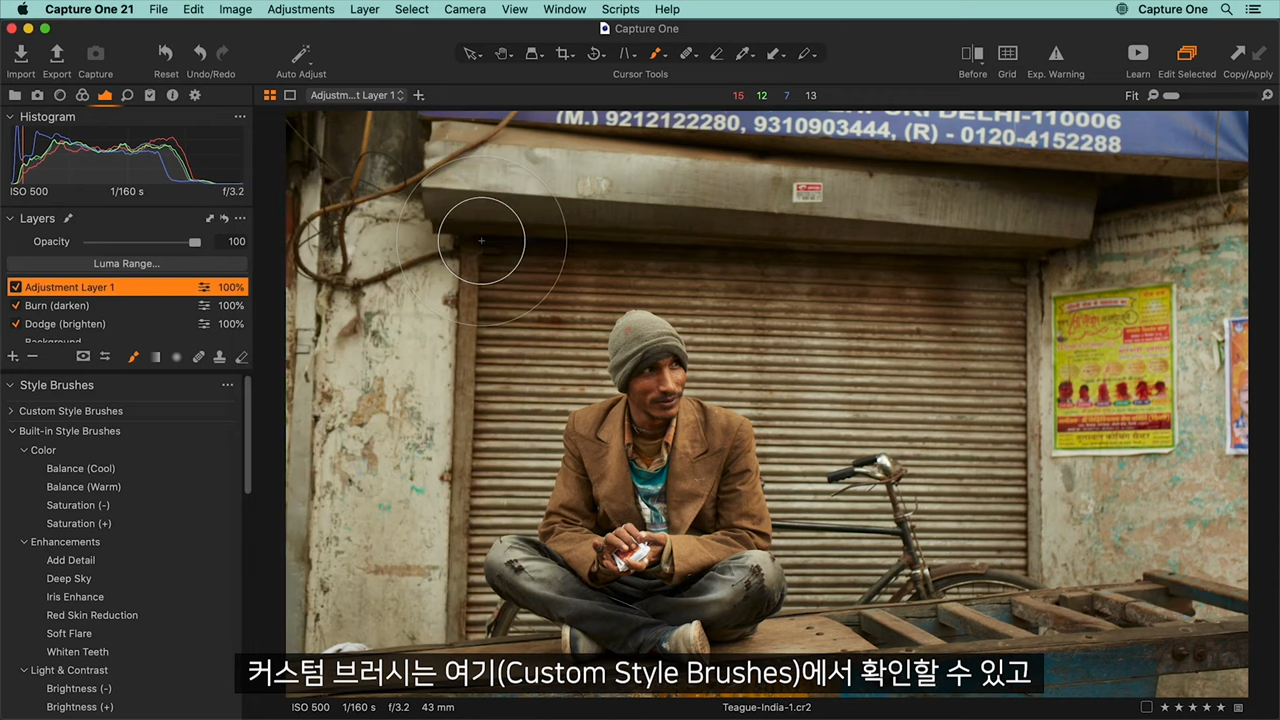 Capture One 21 File Edit Image Adjustments Layer Select Camera View Window Scripts Help Capture One
Capture One
Import Export Capture Reset Undo/Redo Auto Adjust Cursor Tools Before Grid Exp. Warning Learn Edit Selected Copy/Apply
Adjustm...t Layer 1 15 12 7 13 Fit
Histogram
ISO 500 1/160 s f/3.2
Layers
Opacity 100
Luma Range...
Adjustment Layer 1 100%
Burn (darken) 100%
Dodge (brighten) 100%
Background
Style Brushes
Custom Style Brushes
Built-in Style Brushes
Color
Balance (Cool)
Balance (Warm)
Saturation (-)
Saturation (+)
Enhancements
Add Detail
Deep Sky
Iris Enhance
Red Skin Reduction
Soft Flare
Whiten Teeth
Light & Contrast
Brightness (-)
Brightness (+)
DELHI-110006
(M.) 9212122280, 9310903444, (R) - 0120-4152288
커스텀 브러시는 여기(Custom Style Brushes)에서 확인할 수 있고
ISO 500 1/160 s f/3.2 43 mm Teague-India-1.cr2